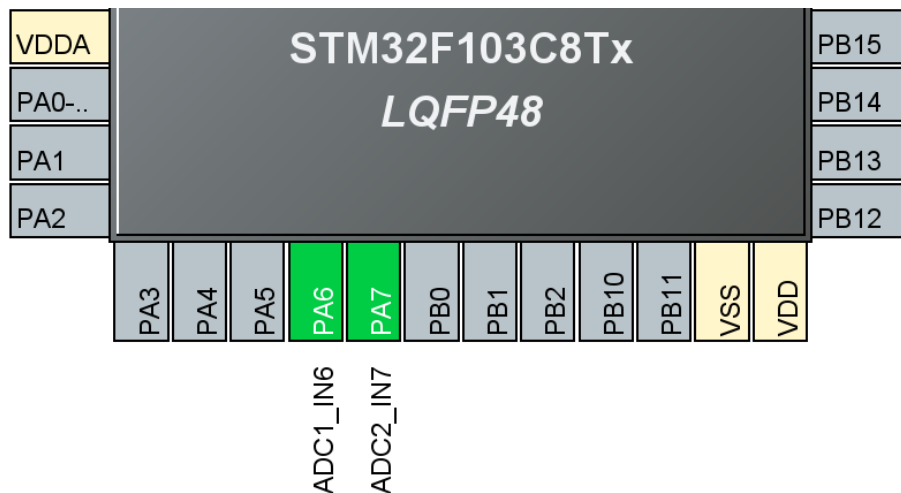 VDDA
PA0-..
PA1
PA2
STM32F103C8Tx
LQFP48
PB15
PB14
PB13
PB12
PA3
PA4
PA5
PA6
PA7
PB0
PB1
PB2
PB10
PB11
VSS
VDD
ADC1_IN6
ADC2_IN7